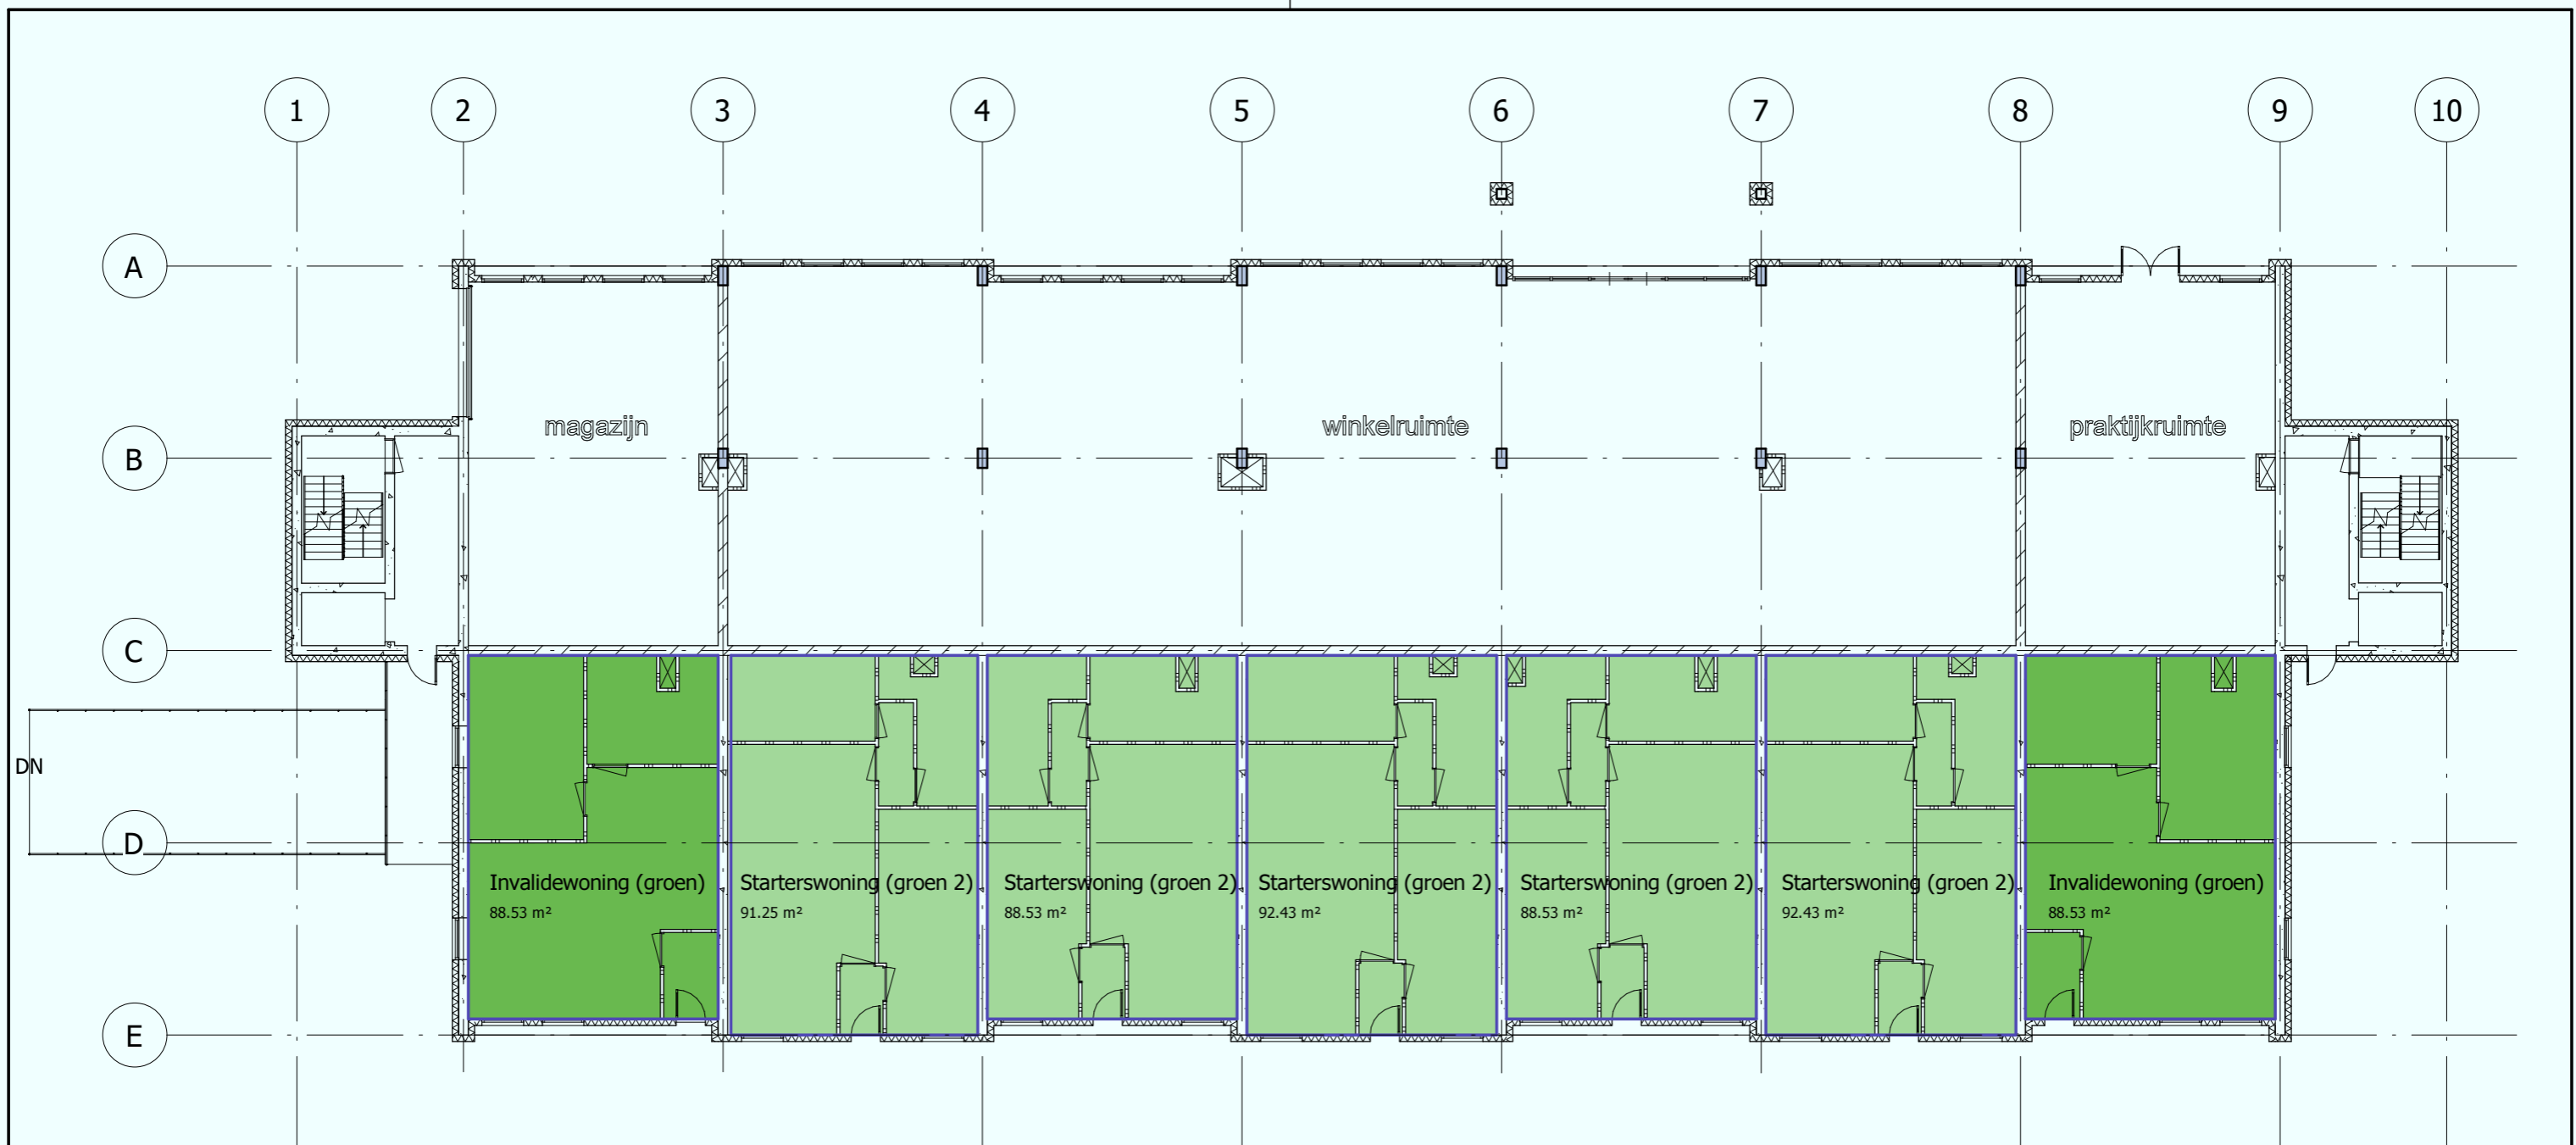 1 2 3 4 5 6 7 8 9 10
A
magazijn winkelruimte praktijkruimte
B
C
DN
D
Invalidewoning (groen) Starterswoning (groen 2) Starterswoning (groen 2) Starterswoning (groen 2) Starterswoning (groen 2) Starterswoning (groen 2) Invalidewoning (groen)
88.53 m² 91.25 m² 88.53 m² 92.43 m² 88.53 m² 92.43 m² 88.53 m²
E